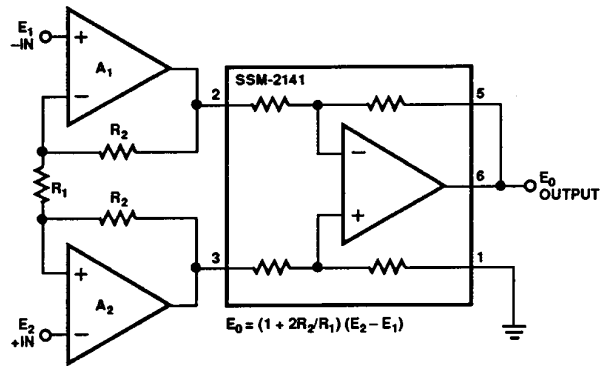 E₁
–IN
+
A₁
–
R₂
R₁
R₂
+
A₂
–
E₂
+IN
SSM-2141
2
5
–
+
6
3
1
E₀
OUTPUT
E₀ = (1 + 2R₂/R₁) (E₂ – E₁)